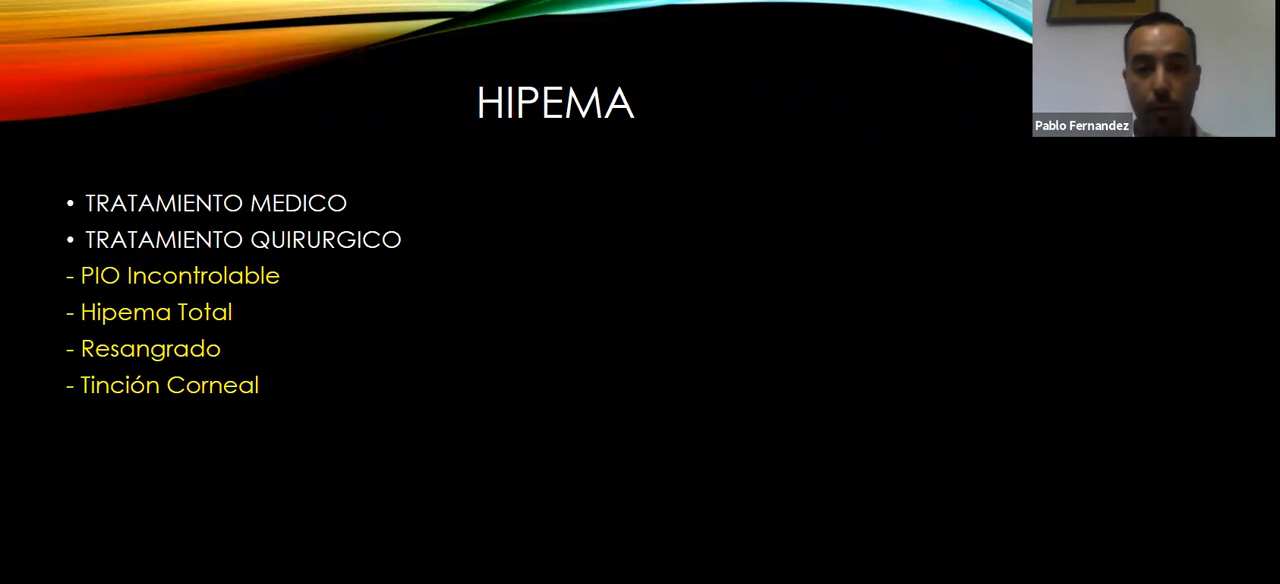 HIPEMA
Pablo Fernandez
• TRATAMIENTO MEDICO
• TRATAMIENTO QUIRURGICO
- PIO Incontrolable
- Hipema Total
- Resangrado
- Tinción Corneal